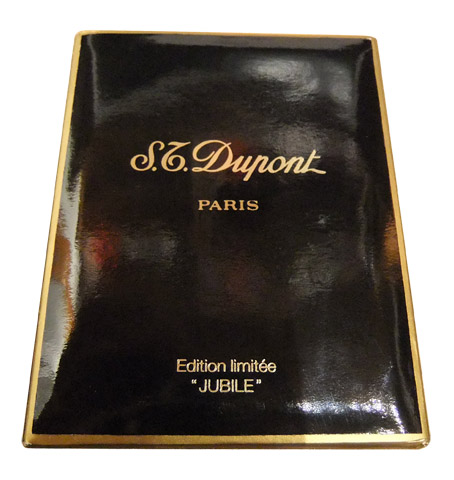 S.T. Dupont
PARIS
Edition limitée
"JUBILE"